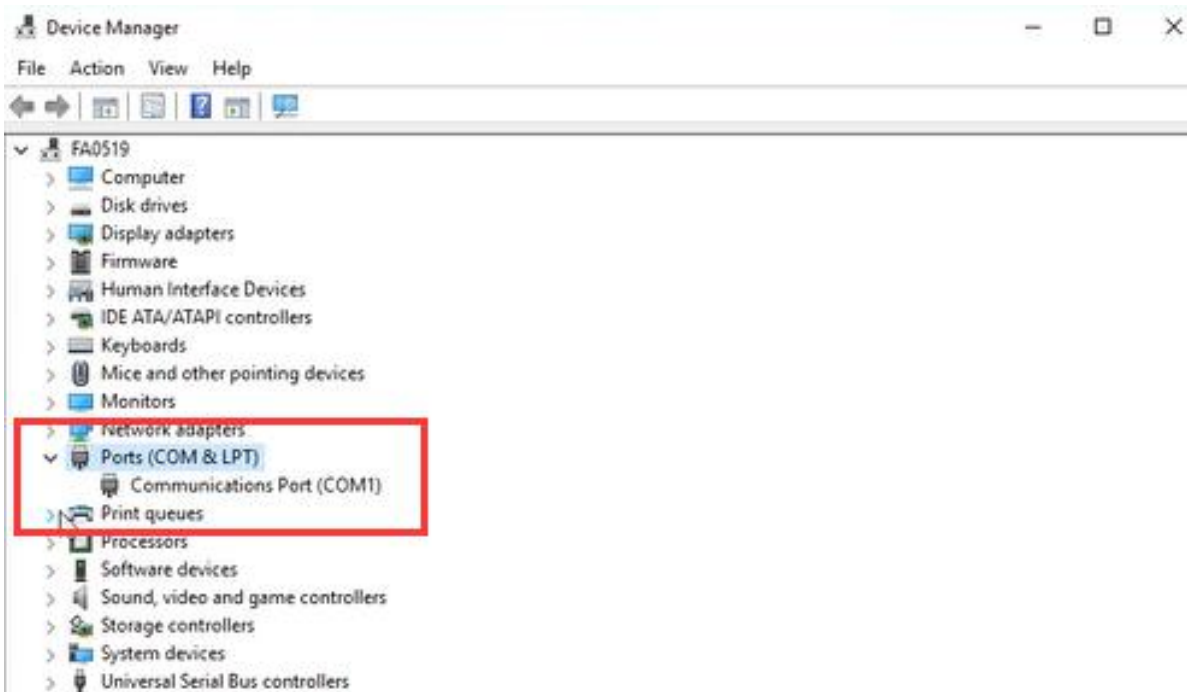 Device Manager
File Action View Help
FA0519
Computer
Disk drives
Display adapters
Firmware
Human Interface Devices
IDE ATA/ATAPI controllers
Keyboards
Mice and other pointing devices
Monitors
Network adapters
Ports (COM & LPT)
Communications Port (COM1)
Print queues
Processors
Software devices
Sound, video and game controllers
Storage controllers
System devices
Universal Serial Bus controllers